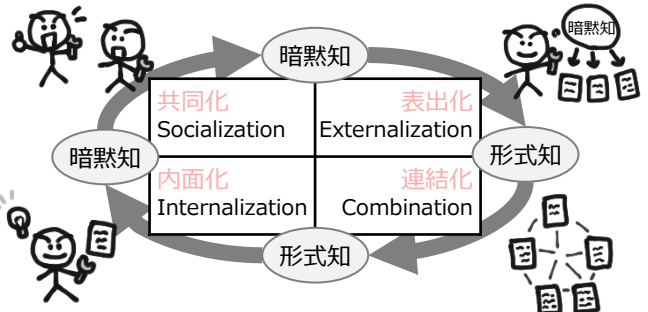 暗黙知
暗黙知
共同化
Socialization
表出化
Externalization
暗黙知
形式知
内面化
Internalization
連結化
Combination
形式知